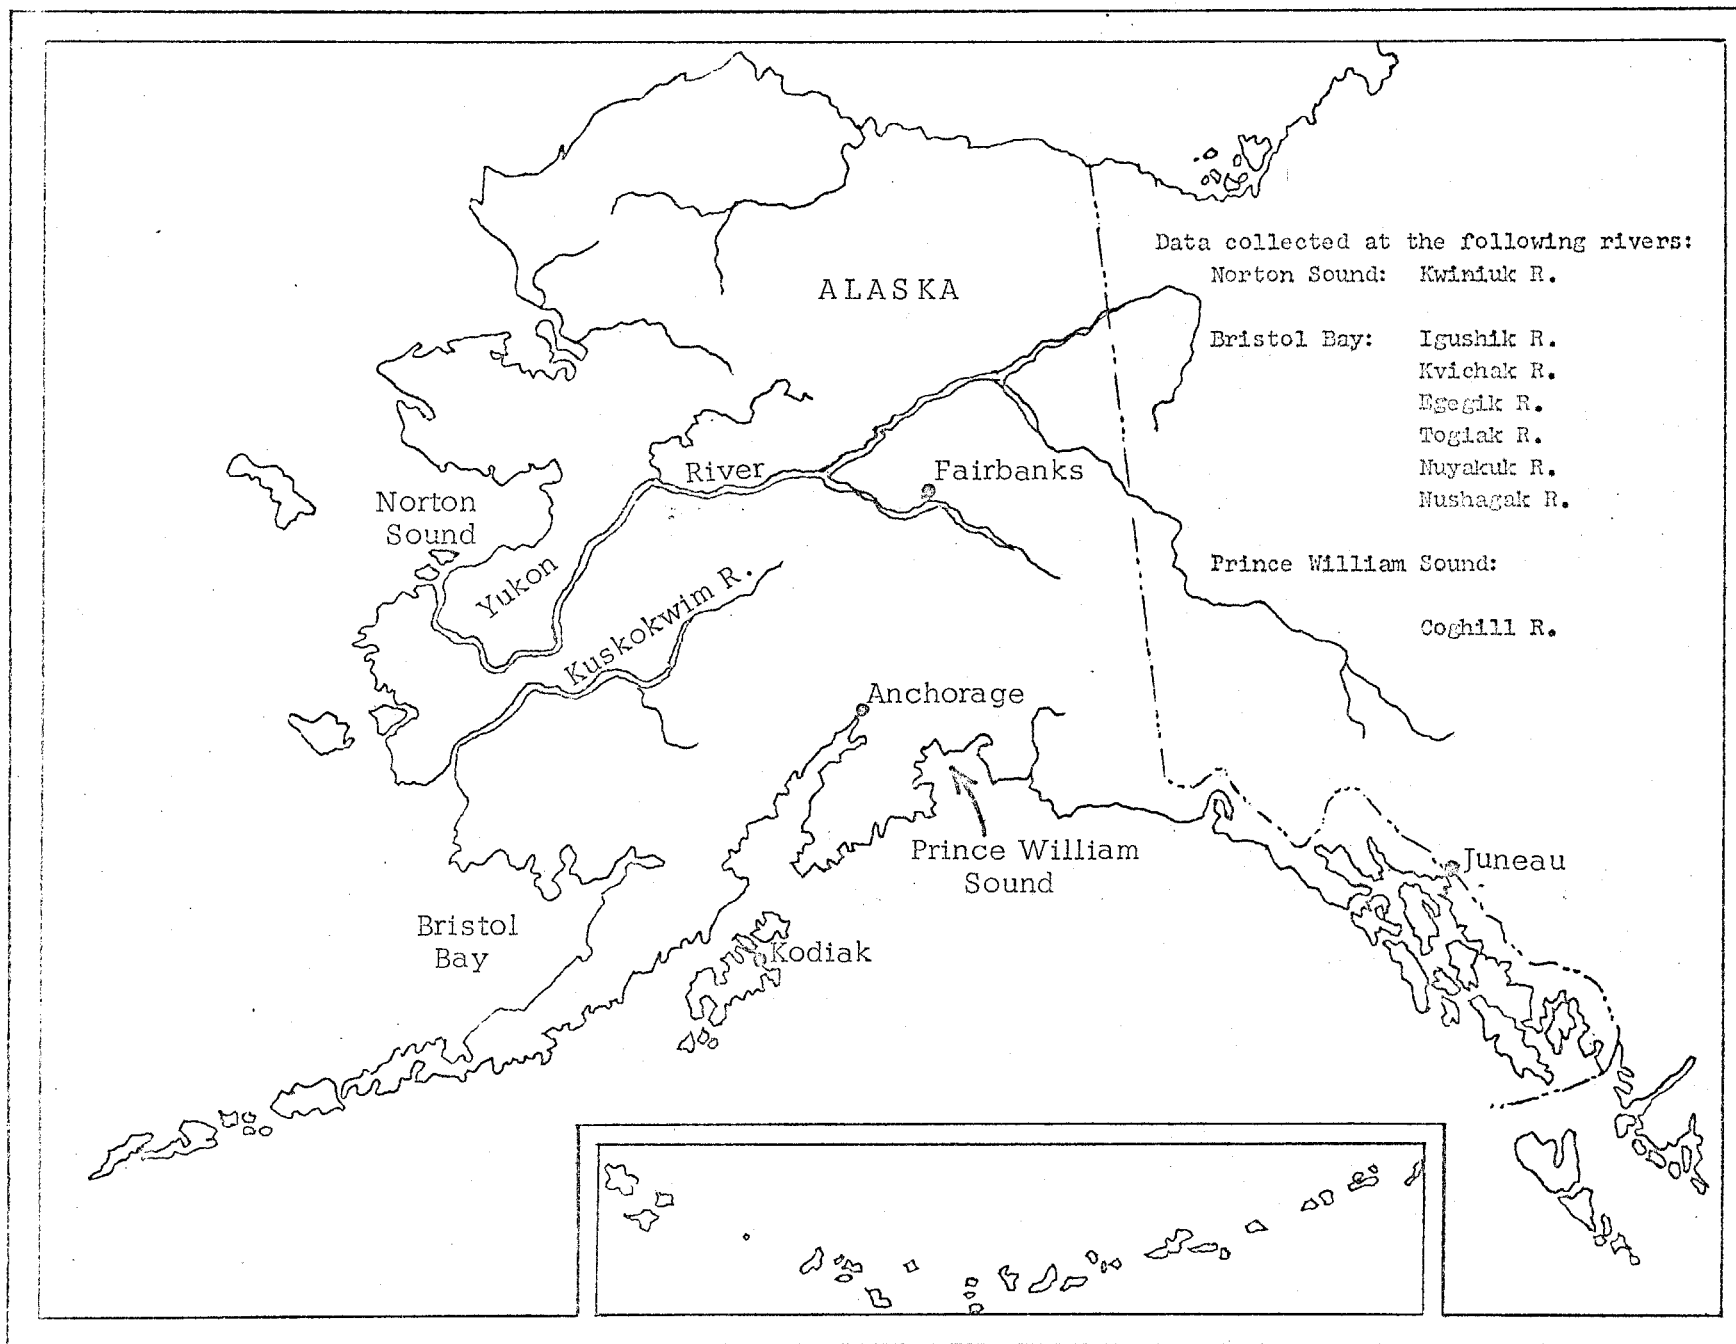 Data collected at the following rivers:
Norton Sound: Kwiniuk R.
ALASKA
Bristol Bay: Igushik R.
Kvichak R.
Egegik R.
Togiak R.
Nuyakuk R.
Nushagak R.
Prince William Sound:
Coghill R.
River
Fairbanks
Norton
Sound
Yukon
Kuskokwim R.
Anchorage
Prince William
Sound
Juneau
Bristol
Bay
Kodiak